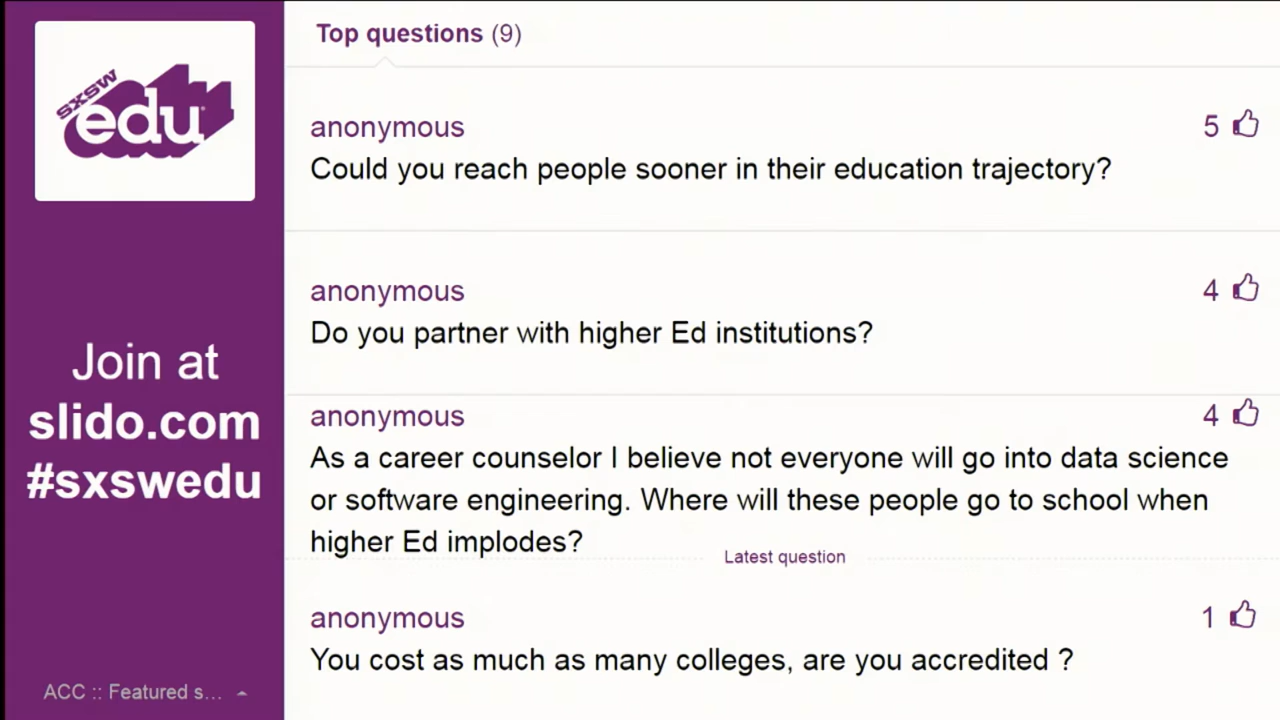 sxsw
edu
Join at
slido.com
#sxswedu
ACC :: Featured s...
Top questions (9)
anonymous
5
Could you reach people sooner in their education trajectory?
anonymous
4
Do you partner with higher Ed institutions?
anonymous
4
As a career counselor I believe not everyone will go into data science
or software engineering. Where will these people go to school when
higher Ed implodes?
Latest question
anonymous
1
You cost as much as many colleges, are you accredited ?